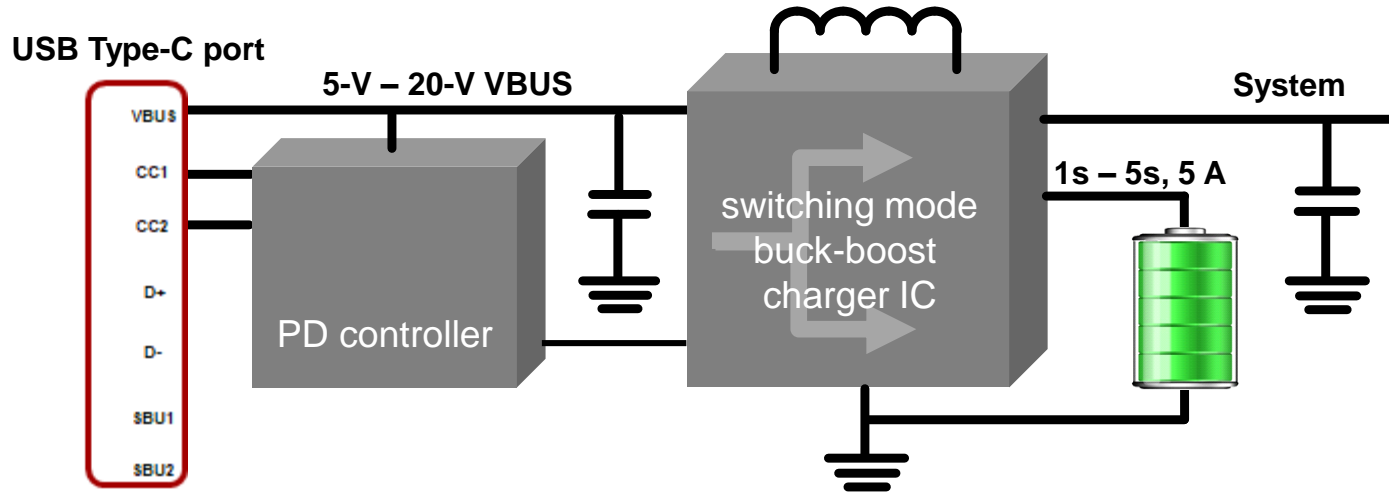 USB Type-C port
5-V – 20-V VBUS
System
VBUS
CC1
CC2
D+
D-
SBU1
SBU2
PD controller
switching mode
buck-boost
charger IC
1s – 5s, 5 A